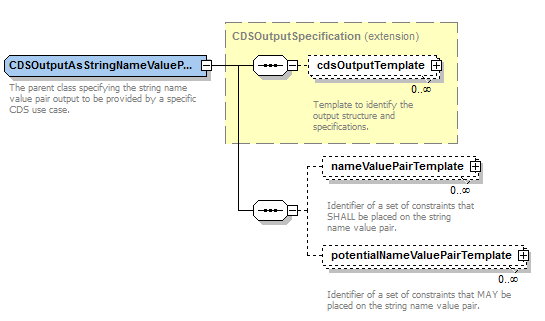 CDSOutputSpecification (extension)
CDSOutputAsStringNameValueP...
The parent class specifying the string name
value pair output to be provided by a specific
CDS use case.
cdsOutputTemplate
0..∞
Template to identify the
output structure and
specifications.
nameValuePairTemplate
0..∞
Identifier of a set of constraints that
SHALL be placed on the string
name value pair.
potentialNameValuePairTemplate
0..∞
Identifier of a set of constraints that MAY be
placed on the string name value pair.